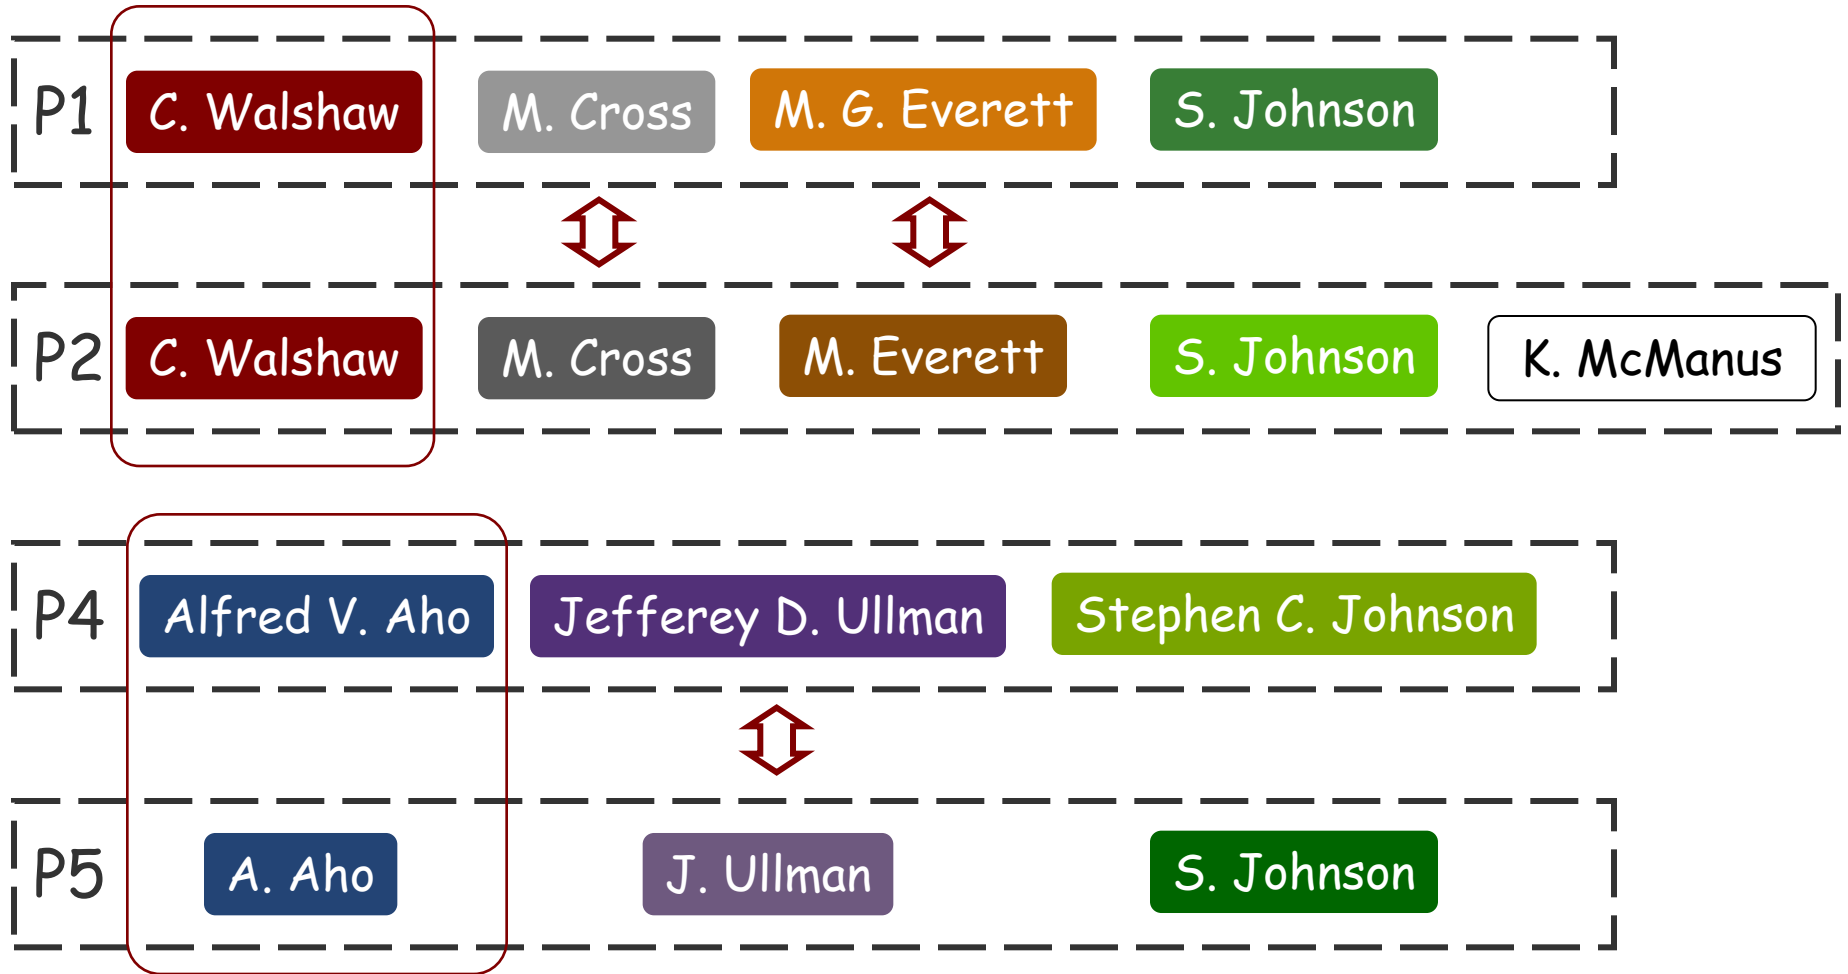 P1 C. Walshaw M. Cross M. G. Everett S. Johnson
P2 C. Walshaw M. Cross M. Everett S. Johnson K. McManus
P4 Alfred V. Aho Jefferey D. Ullman Stephen C. Johnson
P5 A. Aho J. Ullman S. Johnson